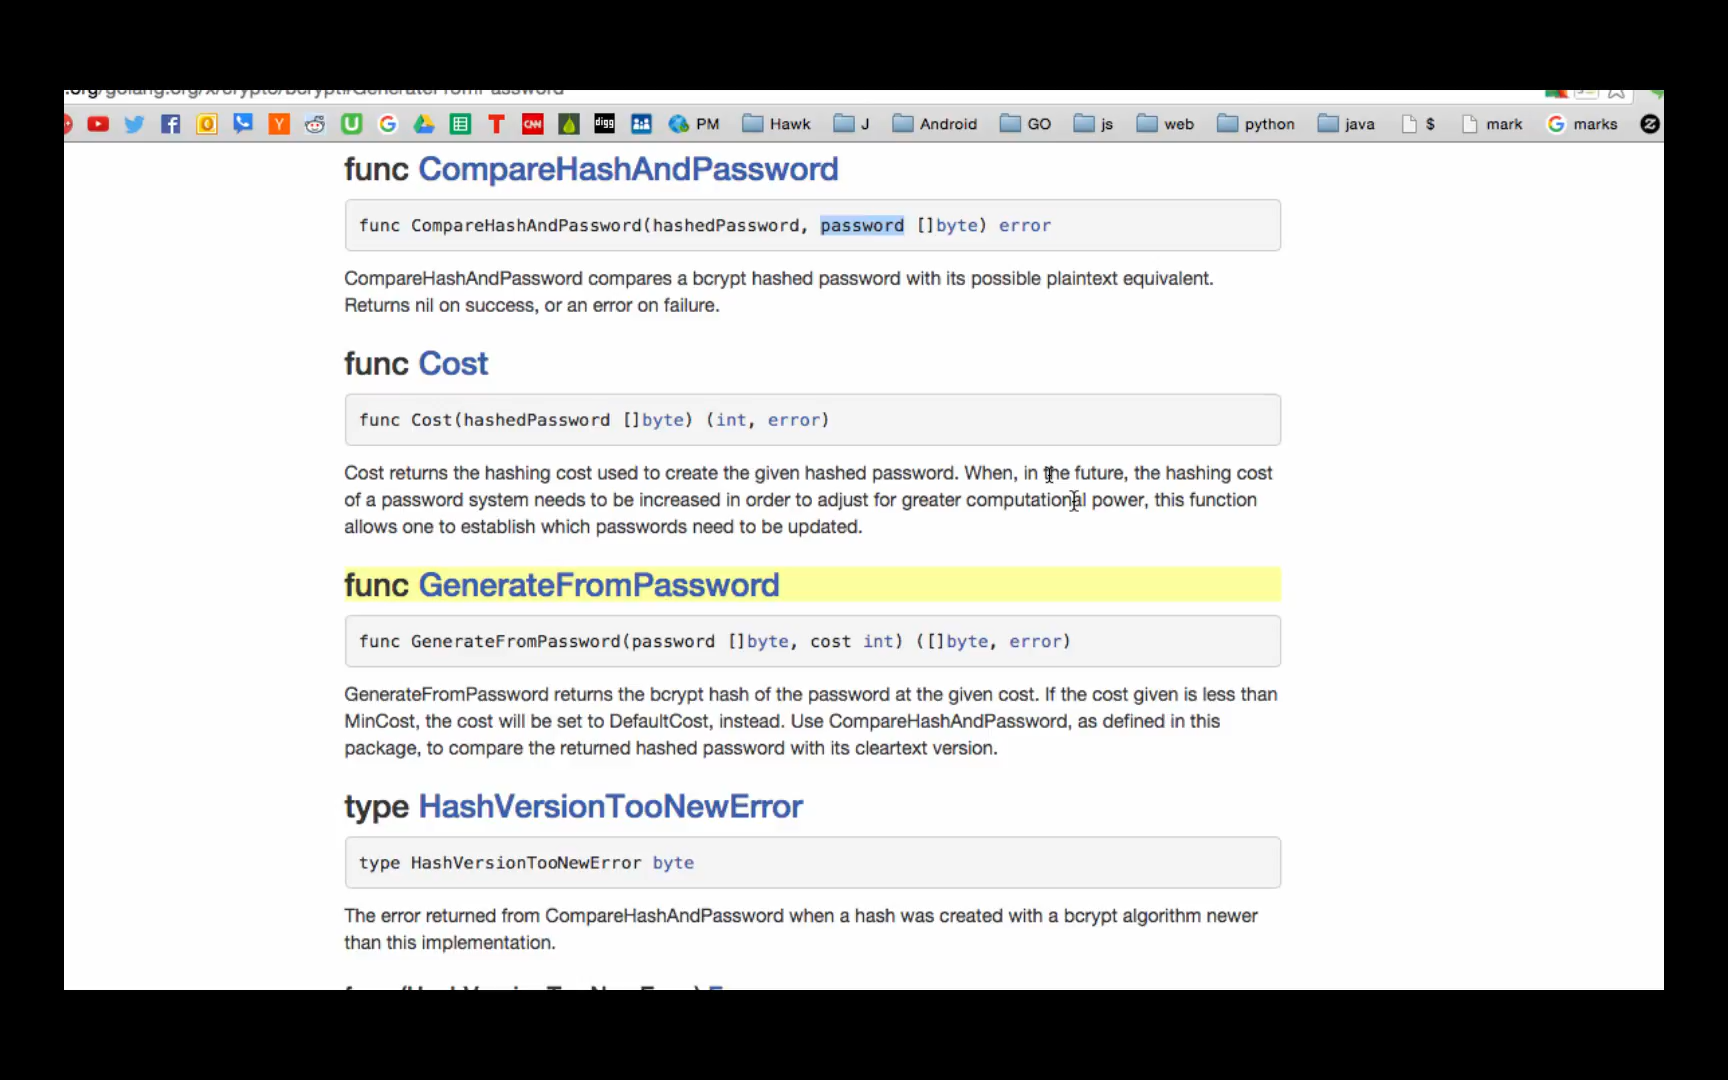 .org/golang.org/x/crypto/bcrypt#GenerateFromPassword
PM Hawk J Android GO js web python java $ mark marks
func CompareHashAndPassword
func CompareHashAndPassword(hashedPassword, password []byte) error
CompareHashAndPassword compares a bcrypt hashed password with its possible plaintext equivalent.
Returns nil on success, or an error on failure.
func Cost
func Cost(hashedPassword []byte) (int, error)
Cost returns the hashing cost used to create the given hashed password. When, in the future, the hashing cost
of a password system needs to be increased in order to adjust for greater computational power, this function
allows one to establish which passwords need to be updated.
func GenerateFromPassword
func GenerateFromPassword(password []byte, cost int) ([]byte, error)
GenerateFromPassword returns the bcrypt hash of the password at the given cost. If the cost given is less than
MinCost, the cost will be set to DefaultCost, instead. Use CompareHashAndPassword, as defined in this
package, to compare the returned hashed password with its cleartext version.
type HashVersionTooNewError
type HashVersionTooNewError byte
The error returned from CompareHashAndPassword when a hash was created with a bcrypt algorithm newer
than this implementation.